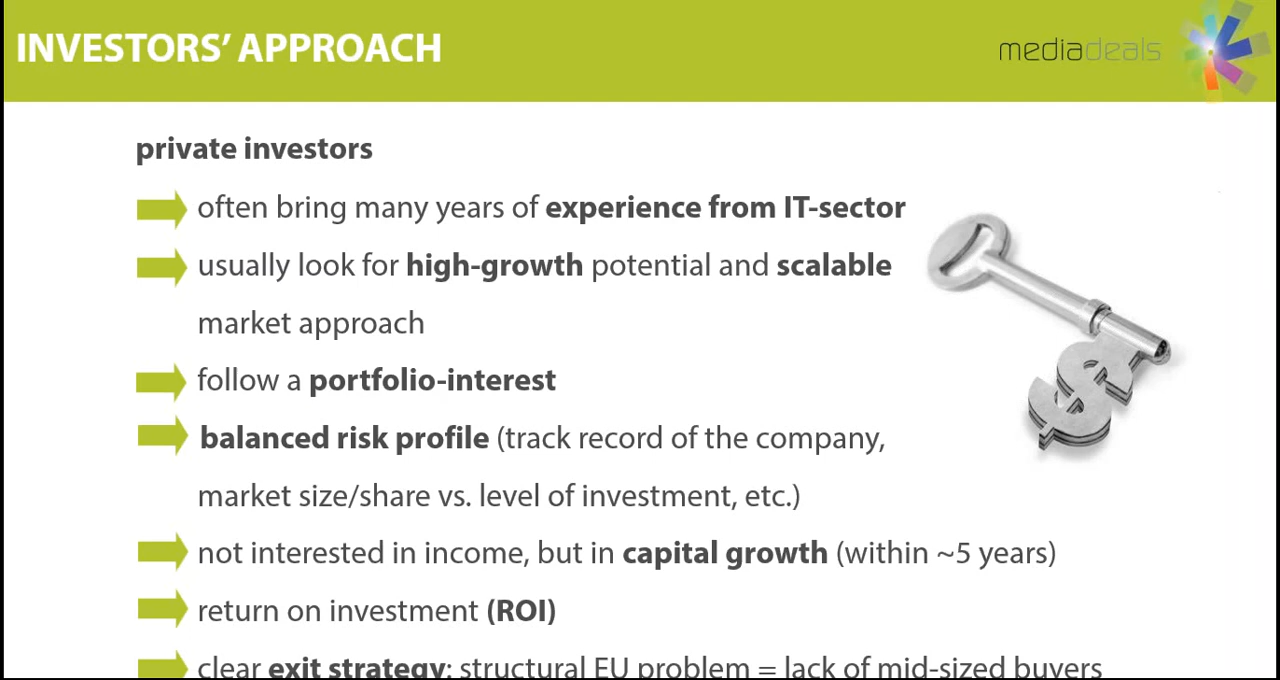 INVESTORS’ APPROACH
mediadeals
private investors
often bring many years of experience from IT-sector
usually look for high-growth potential and scalable
market approach
follow a portfolio-interest
balanced risk profile (track record of the company,
market size/share vs. level of investment, etc.)
not interested in income, but in capital growth (within ~5 years)
return on investment (ROI)
clear exit strategy: structural EU problem = lack of mid-sized buyers